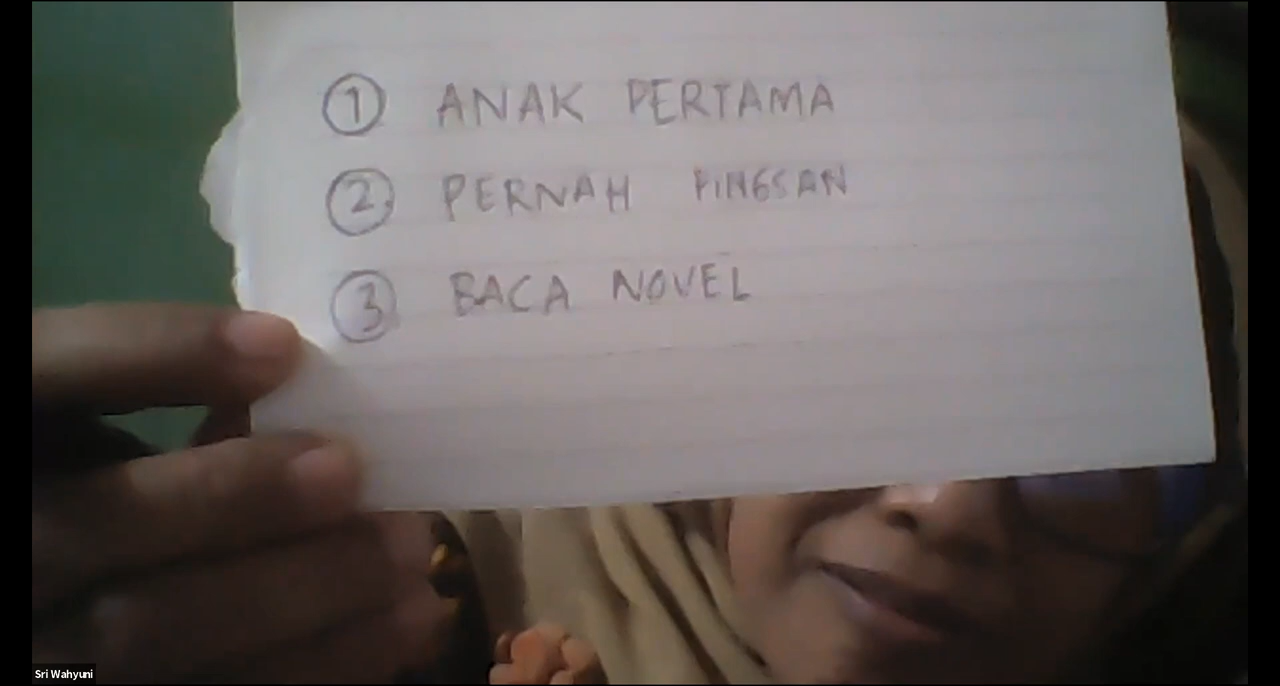 ① ANAK PERTAMA
② PERNAH PINGSAN
③ BACA NOVEL
Sri Wahyuni